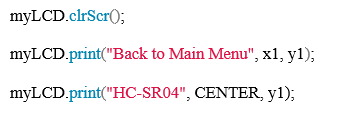 myLCD.clrScr();
myLCD.print("Back to Main Menu", x1, y1);
myLCD.print("HC-SR04", CENTER, y1);